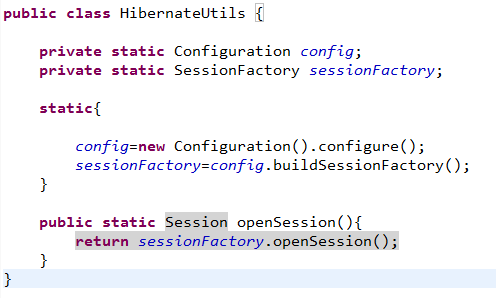 public class HibernateUtils {
private static Configuration config;
private static SessionFactory sessionFactory;
static{
config=new Configuration().configure();
sessionFactory=config.buildSessionFactory();
}
public static Session openSession(){
return sessionFactory.openSession();
}
}